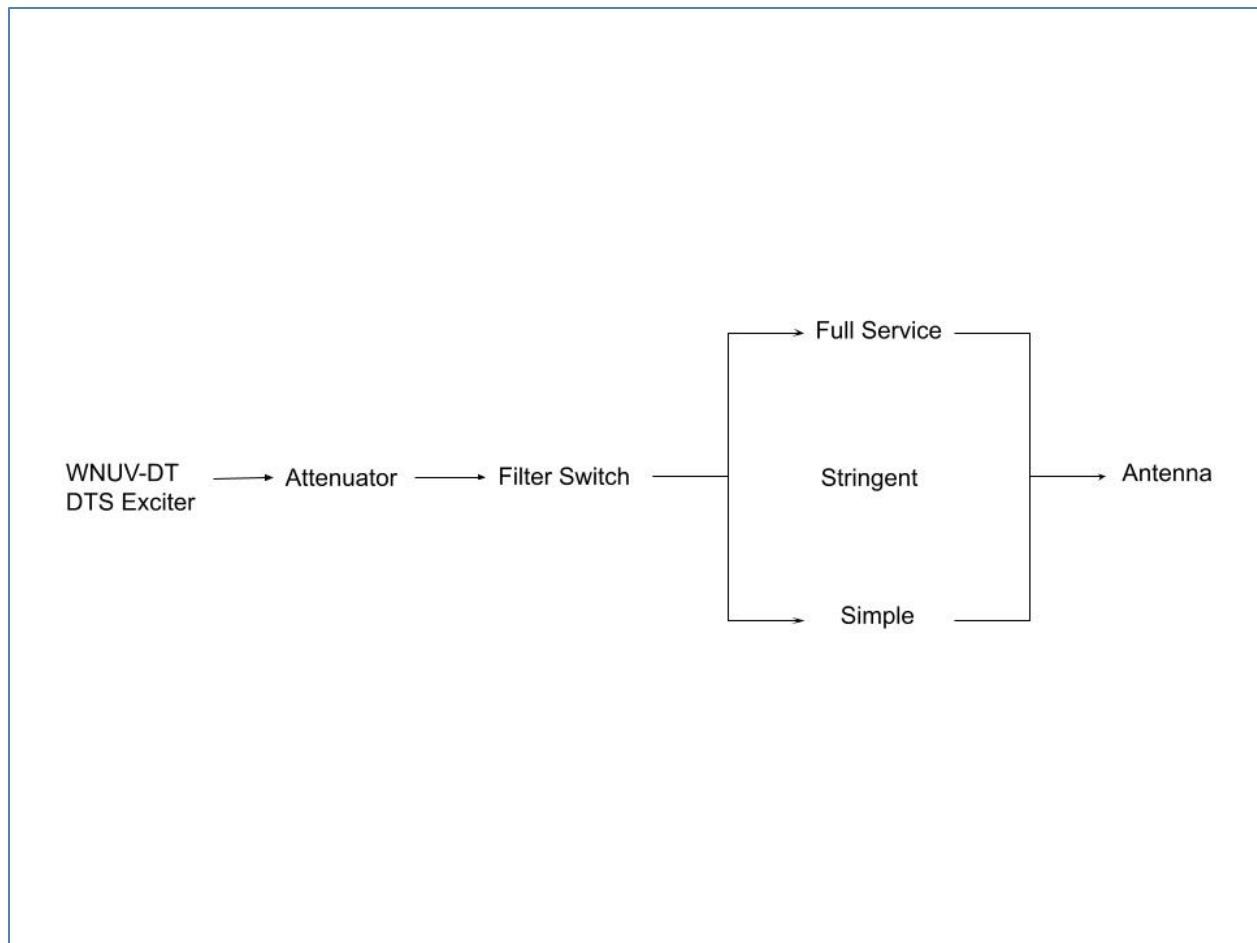 Full Service
WNUV-DT
DTS Exciter
Attenuator
Filter Switch
Stringent
Antenna
Simple